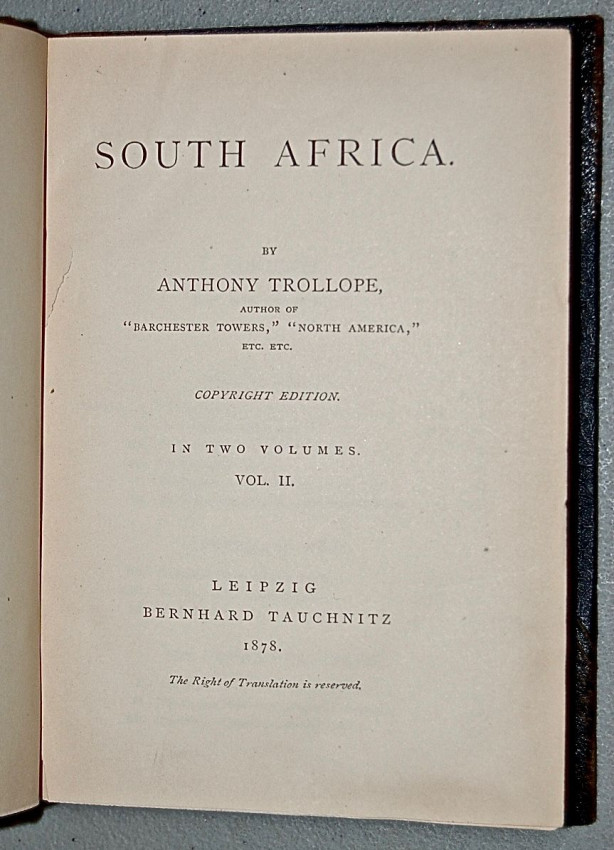 SOUTH AFRICA.
BY
ANTHONY TROLLOPE,
AUTHOR OF
“BARCHESTER TOWERS,” “NORTH AMERICA,”
ETC. ETC.
COPYRIGHT EDITION.
IN TWO VOLUMES.
VOL. II.
LEIPZIG
BERNHARD TAUCHNITZ
1878.
The Right of Translation is reserved.